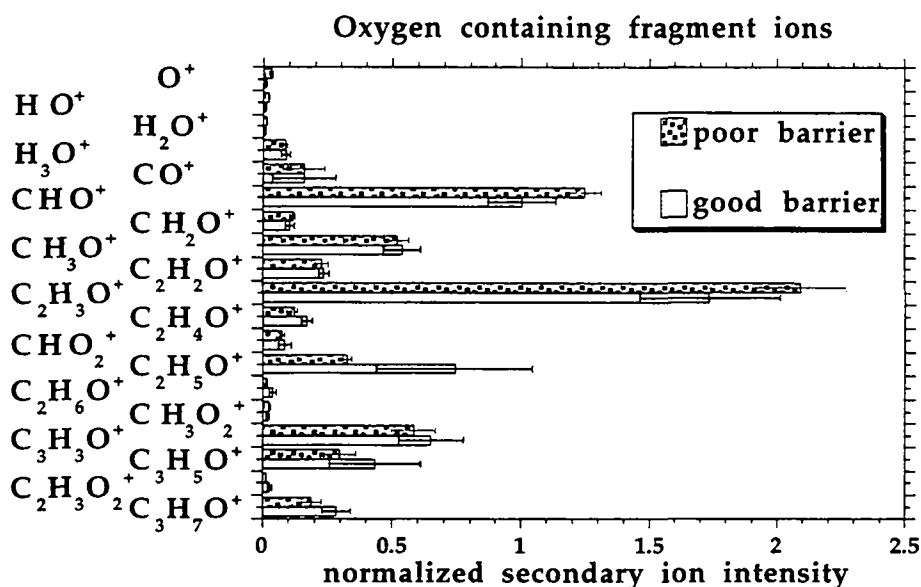 Oxygen containing fragment ions
O⁺
HO⁺
H₂O⁺
H₃O⁺
CO⁺
CHO⁺
CH₂O⁺
CH₃O⁺
C₂H₂O⁺
C₂H₃O⁺
C₂H₄O⁺
CHO₂⁺
C₂H₅O⁺
C₂H₆O⁺
CH₃O₂⁺
C₃H₃O⁺
C₃H₅O⁺
C₂H₃O₂⁺
C₃H₇O⁺
poor barrier
good barrier
0 0.5 1 1.5 2 2.5
normalized secondary ion intensity